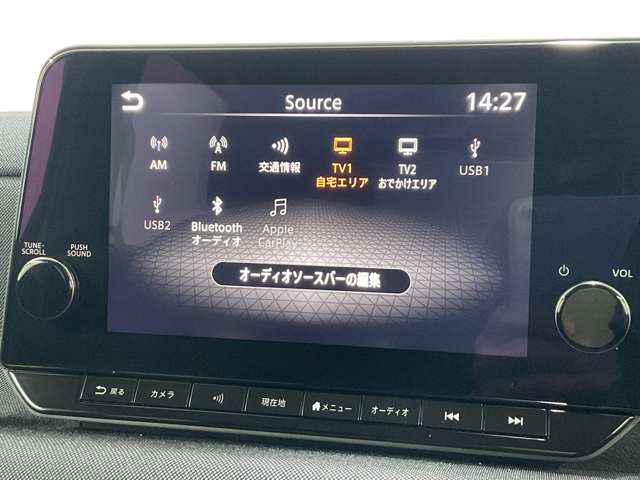 Source
14:27
AM
FM
交通情報
TV1
自宅エリア
TV2
おでかけエリア
USB1
USB2
Bluetooth
オーディオ
Apple
CarPlay
オーディオソースバーの編集
TUNE-
SCROLL
PUSH
SOUND
VOL
戻る
カメラ
現在地
メニュー
オーディオ